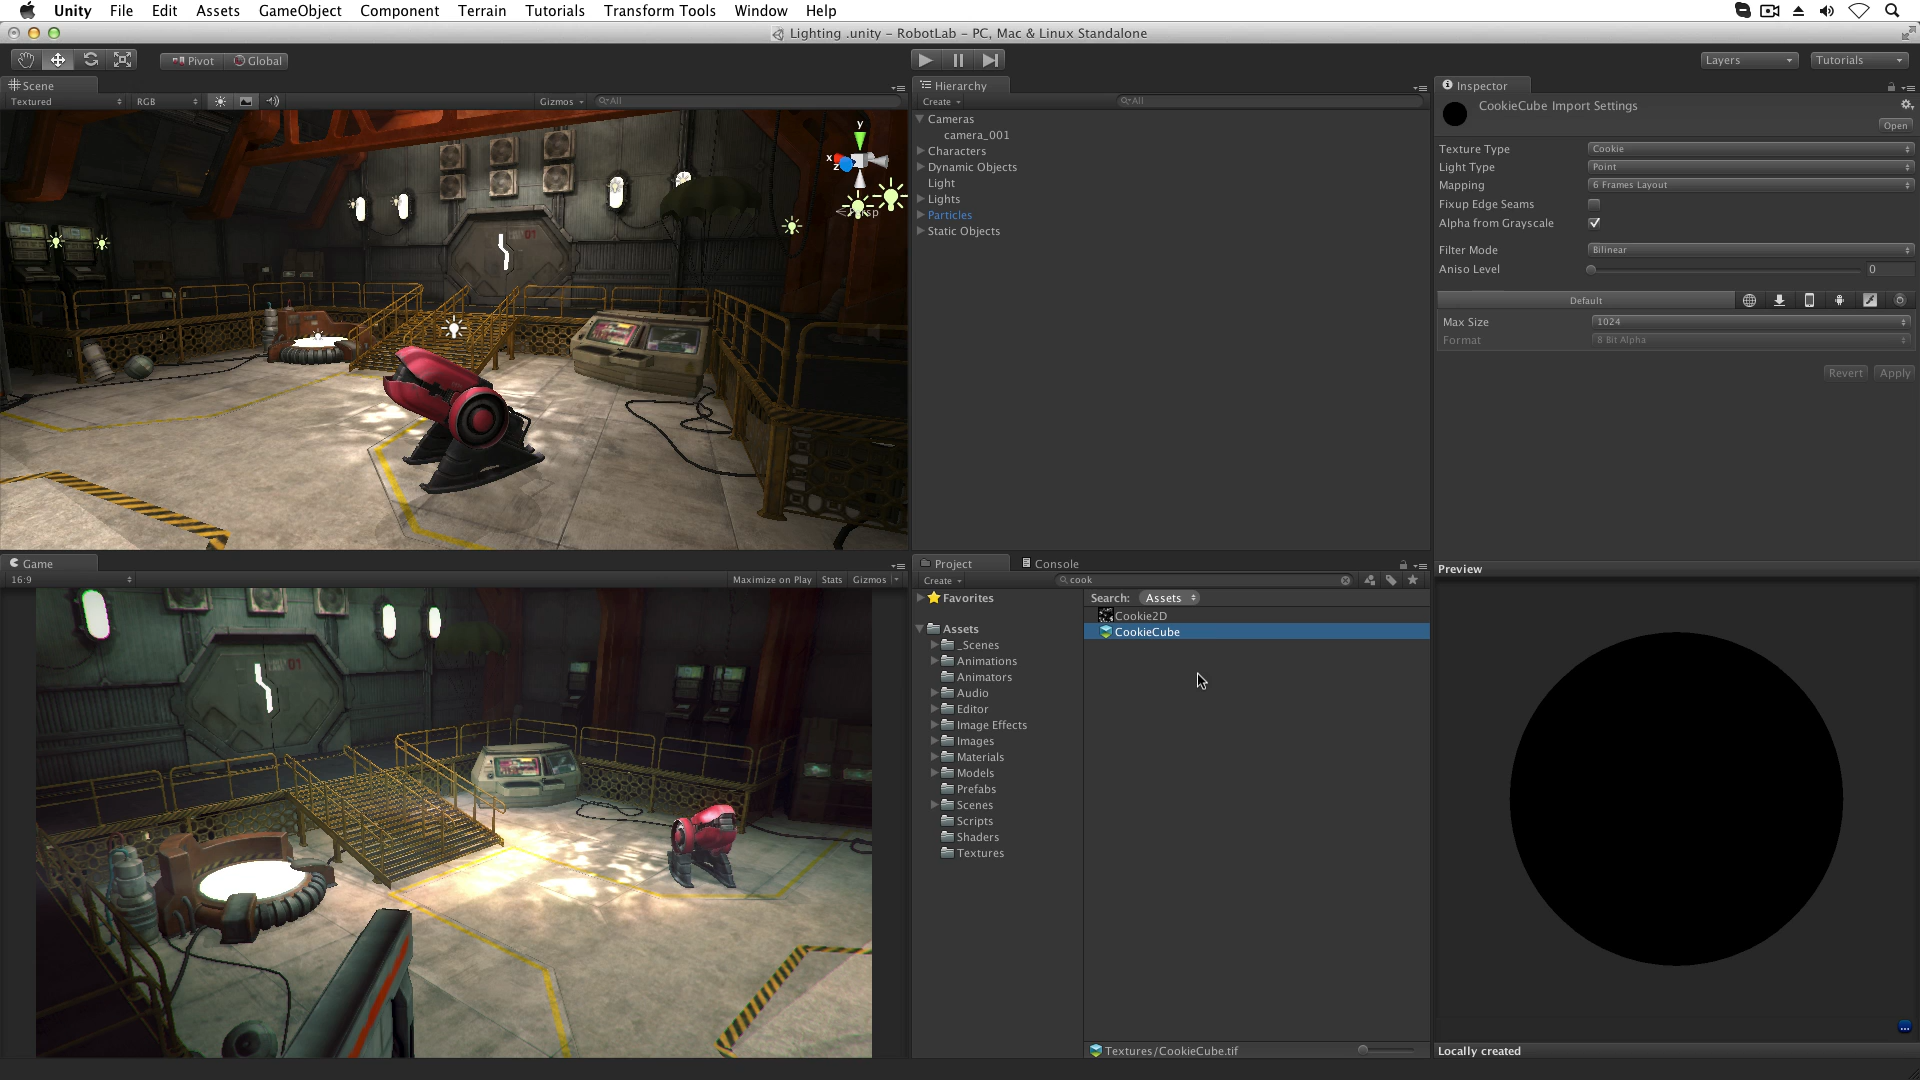 Unity File Edit Assets GameObject Component Terrain Tutorials Transform Tools Window Help
Lighting .unity - RobotLab - PC, Mac & Linux Standalone
Pivot Global
Layers
Tutorials
Scene
Textured RGB Gizmos All
y
x
z
Persp
01
Hierarchy
Create All
Cameras
camera_001
Characters
Dynamic Objects
Light
Lights
Particles
Static Objects
Inspector
CookieCube Import Settings
Open
Texture Type Cookie
Light Type Point
Mapping 6 Frames Layout
Fixup Edge Seams
Alpha from Grayscale
Filter Mode Bilinear
Aniso Level 0
Default
Max Size 1024
Format 8 Bit Alpha
Revert Apply
Game
16:9 Maximize on Play Stats Gizmos
01
Project Console
Create cook
Favorites
Assets
_Scenes
Animations
Animators
Audio
Editor
Image Effects
Images
Materials
Models
Prefabs
Scenes
Scripts
Shaders
Textures
Search: Assets
Cookie2D
CookieCube
Textures/CookieCube.tif
Preview
Locally created